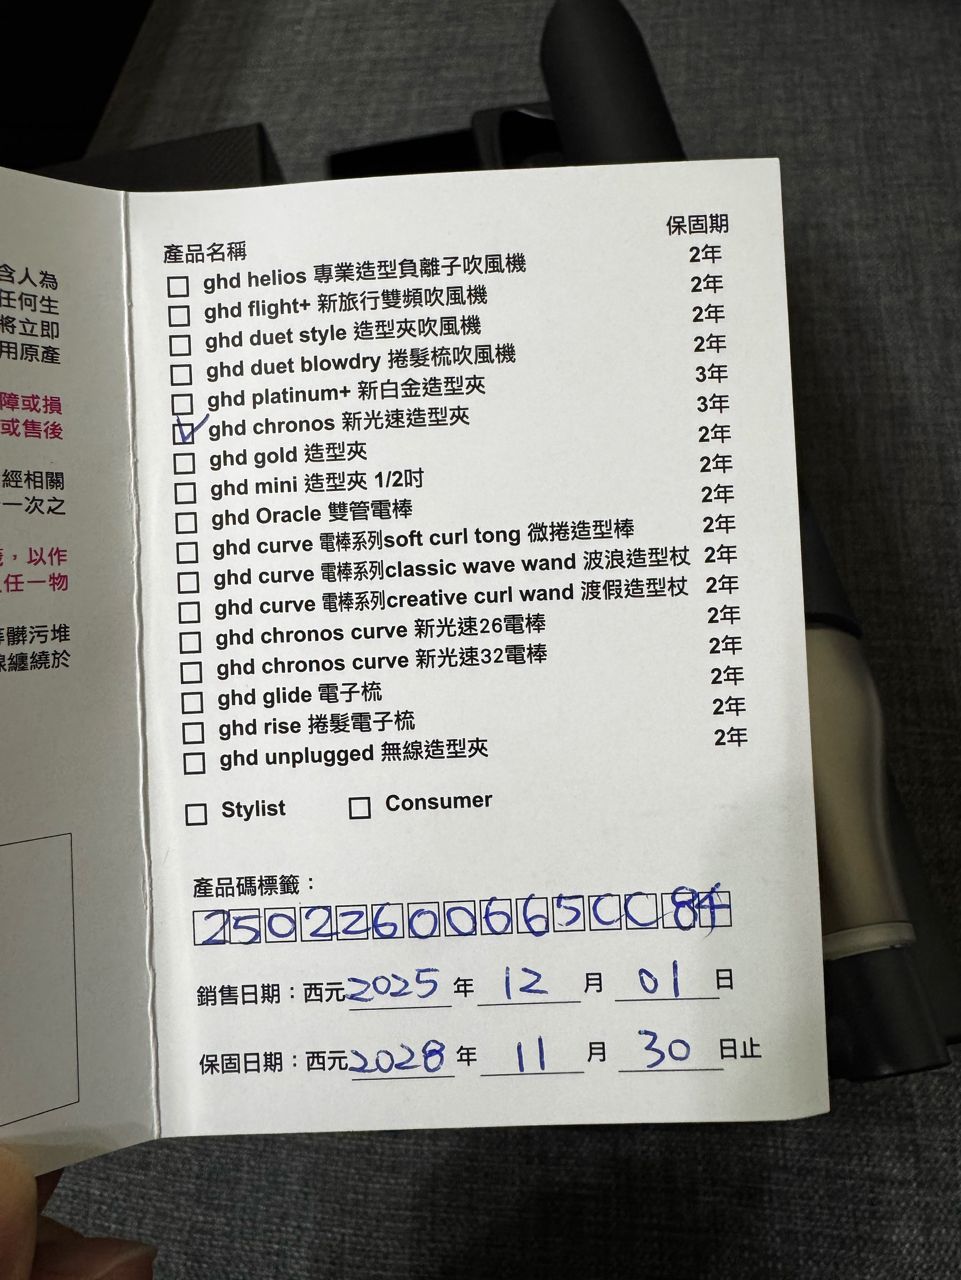 含人為
任何生
將立即
用原產
障或損
或售後
經相關
一次之
，以作
任一物
髒污堆
線纏繞於
產品名稱 保固期
ghd helios 專業造型負離子吹風機 2年
ghd flight+ 新旅行雙頻吹風機 2年
ghd duet style 造型夾吹風機 2年
ghd duet blowdry 捲髮梳吹風機 2年
ghd platinum+ 新白金造型夾 3年
ghd chronos 新光速造型夾 3年
ghd gold 造型夾 2年
ghd mini 造型夾 1/2吋 2年
ghd Oracle 雙管電棒 2年
ghd curve 電棒系列soft curl tong 微捲造型棒 2年
ghd curve 電棒系列classic wave wand 波浪造型杖 2年
ghd curve 電棒系列creative curl wand 渡假造型杖 2年
ghd chronos curve 新光速26電棒 2年
ghd chronos curve 新光速32電棒 2年
ghd glide 電子梳 2年
ghd rise 捲髮電子梳 2年
ghd unplugged 無線造型夾 2年
Stylist Consumer
產品碼標籤：
25022600665CC84
銷售日期：西元2025年12月01日
保固日期：西元2028年11月30日止